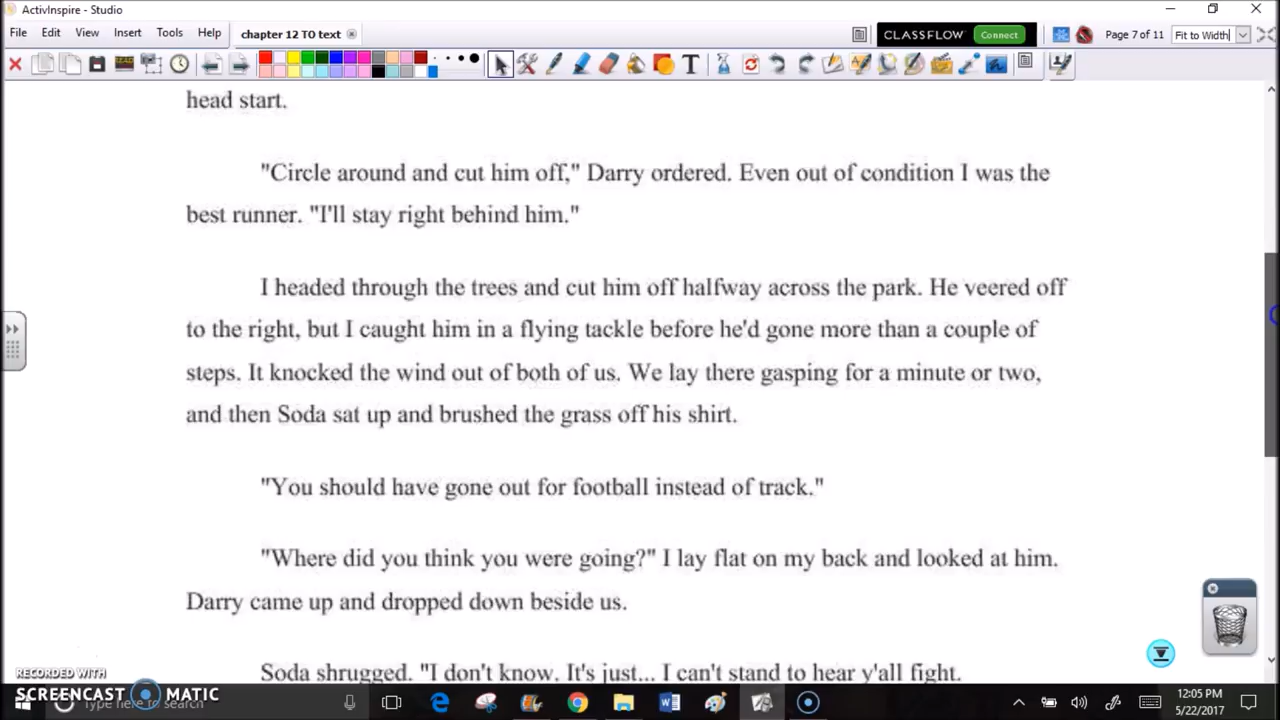 ActivInspire - Studio
File Edit View Insert Tools Help
chapter 12 TO text
CLASSFLOW Connect
Page 7 of 11
Fit to Width
head start.
"Circle around and cut him off," Darry ordered. Even out of condition I was the
best runner. "I'll stay right behind him."
I headed through the trees and cut him off halfway across the park. He veered off
to the right, but I caught him in a flying tackle before he'd gone more than a couple of
steps. It knocked the wind out of both of us. We lay there gasping for a minute or two,
and then Soda sat up and brushed the grass off his shirt.
"You should have gone out for football instead of track."
"Where did you think you were going?" I lay flat on my back and looked at him.
Darry came up and dropped down beside us.
Soda shrugged. "I don't know. It's just... I can't stand to hear y'all fight.
RECORDED WITH
SCREENCAST MATIC
Type here to search
12:05 PM
5/22/2017